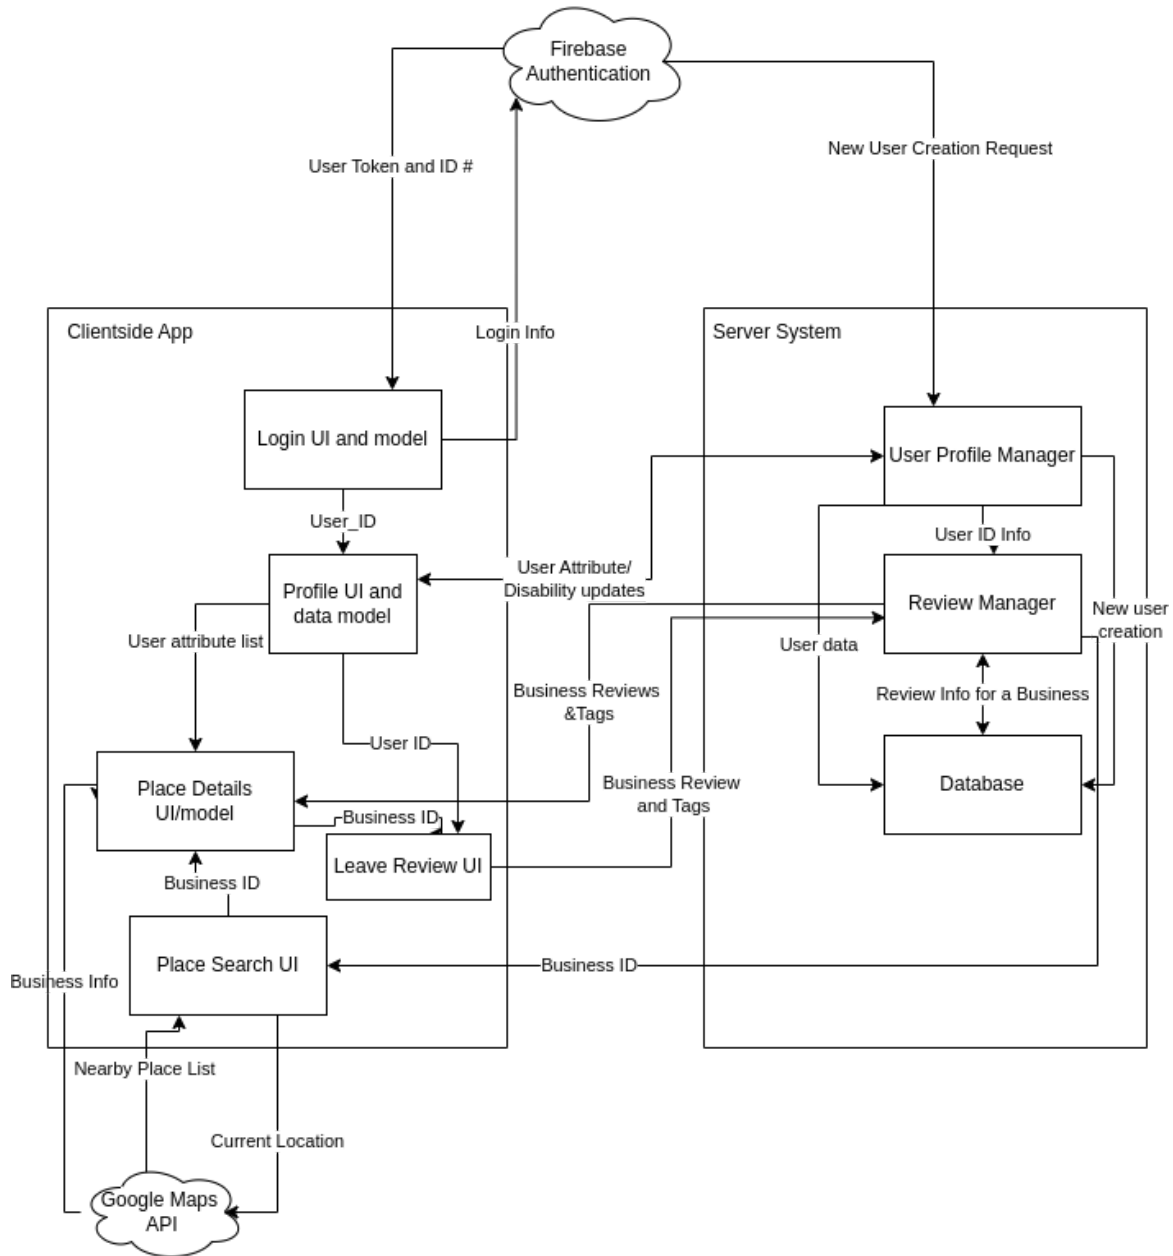 Firebase
Authentication
New User Creation Request
User Token and ID #
Clientside App
Login Info
Server System
Login UI and model
User Profile Manager
User_ID
User ID Info
User Attribute/
Disability updates
Profile UI and
data model
Review Manager
New user
creation
User attribute list
User data
Business Reviews
&Tags
Review Info for a Business
User ID
Place Details
UI/model
Business Review
and Tags
Database
Business ID
Leave Review UI
Business ID
Place Search UI
Business ID
Business Info
Nearby Place List
Current Location
Google Maps
API